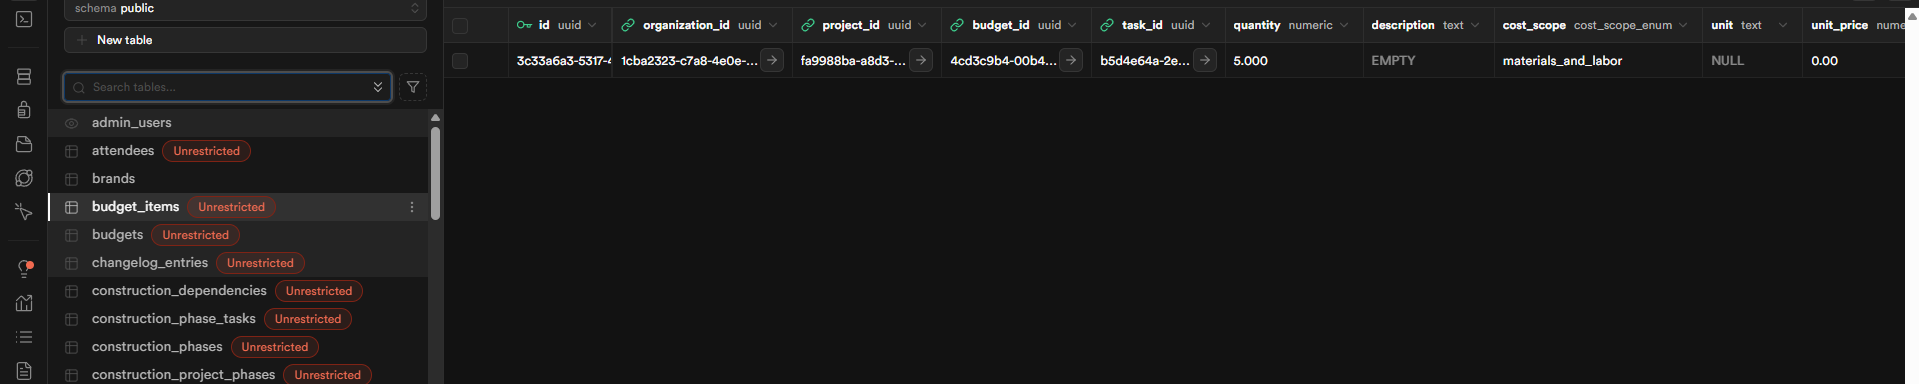 schema public
New table
Search tables...
admin_users
attendees Unrestricted
brands
budget_items Unrestricted
budgets Unrestricted
changelog_entries Unrestricted
construction_dependencies Unrestricted
construction_phase_tasks Unrestricted
construction_phases Unrestricted
construction_project_phases Unrestricted
id uuid organization_id uuid project_id uuid budget_id uuid task_id uuid quantity numeric description text cost_scope cost_scope_enum unit text unit_price nume
3c33a6a3-5317-4 1cba2323-c7a8-4e0e-... fa9988ba-a8d3-... 4cd3c9b4-00b4... b5d4e64a-2e... 5.000 EMPTY materials_and_labor NULL 0.00